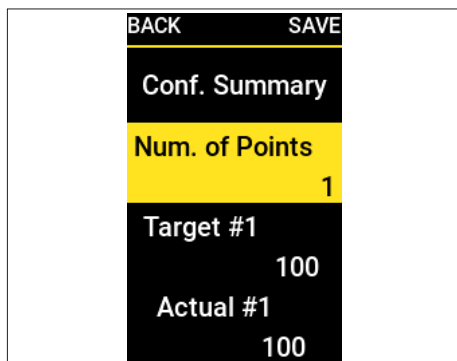 BACK SAVE
Conf. Summary
Num. of Points
1
Target #1
100
Actual #1
100